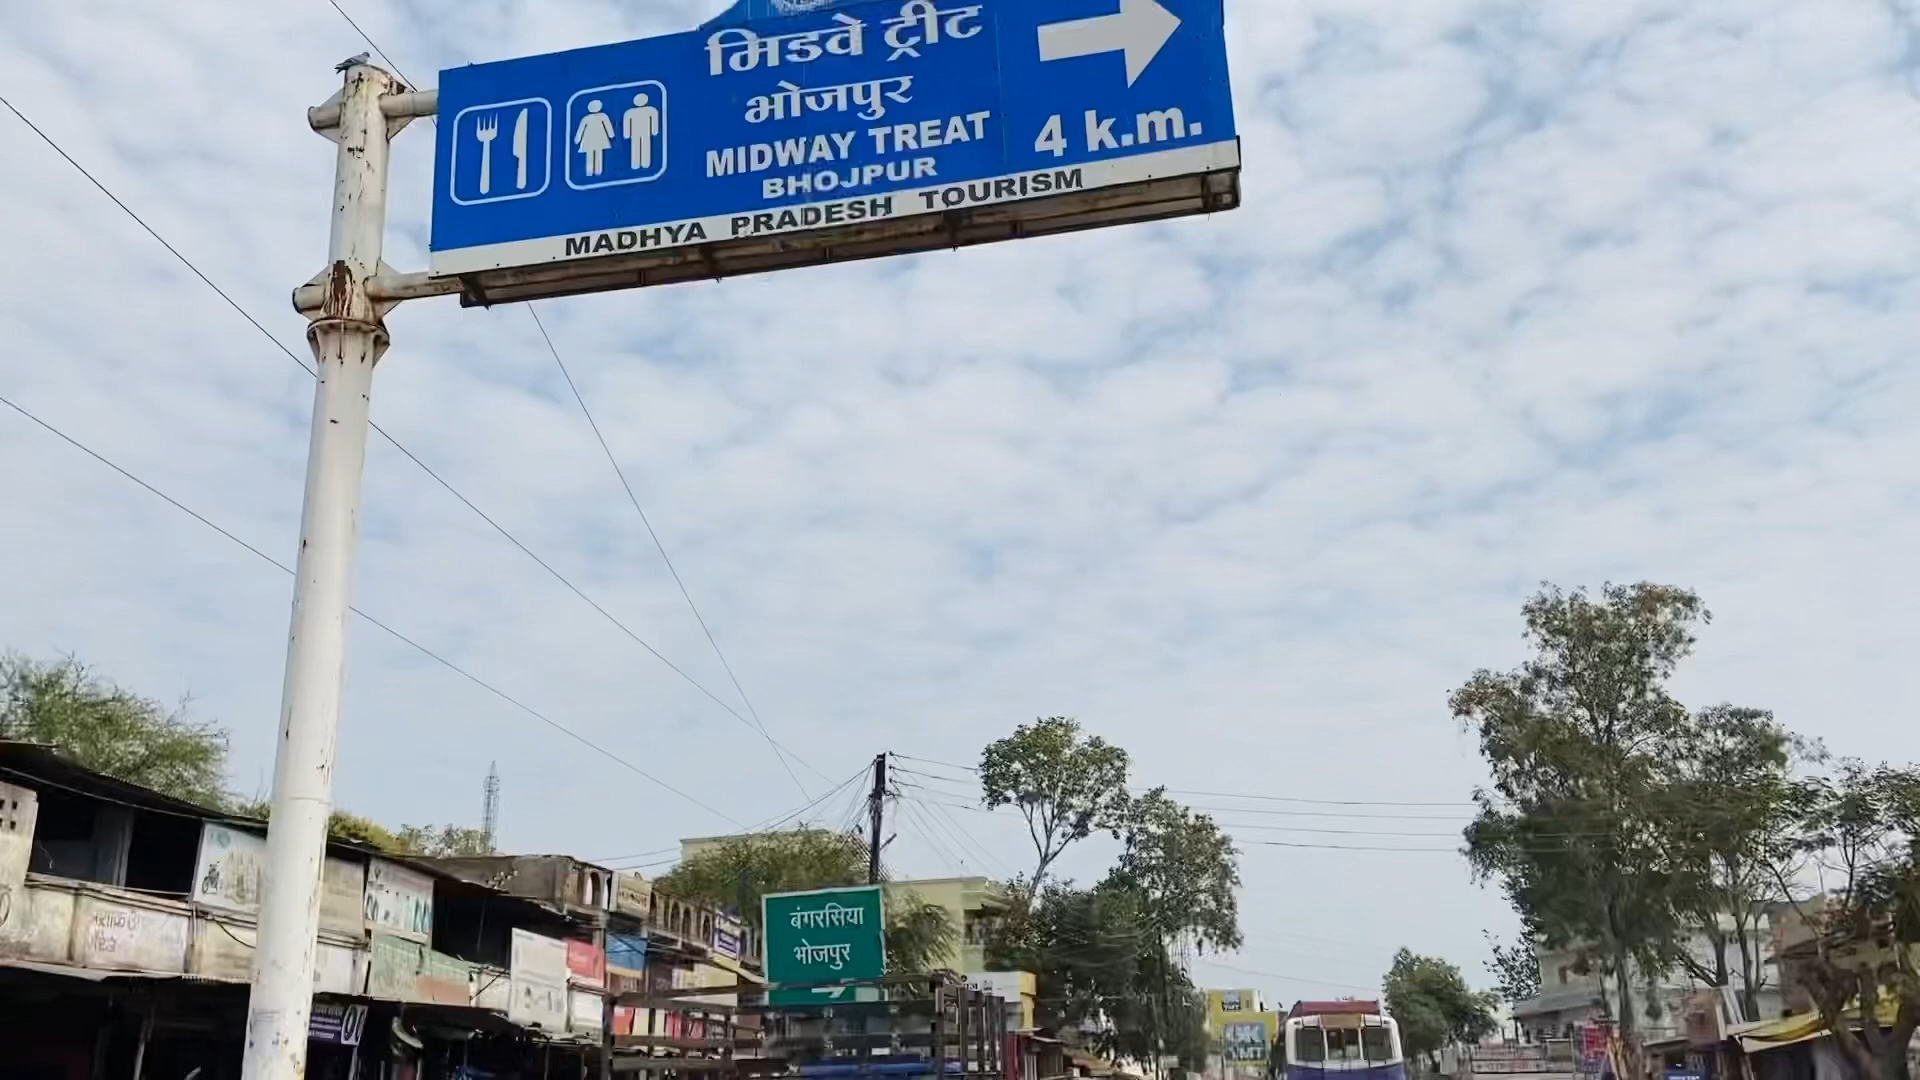 मिडवे ट्रीट
भोजपुर
MIDWAY TREAT
BHOJPUR
4 k.m.
MADHYA PRADESH TOURISM
बंगरसिया
भोजपुर